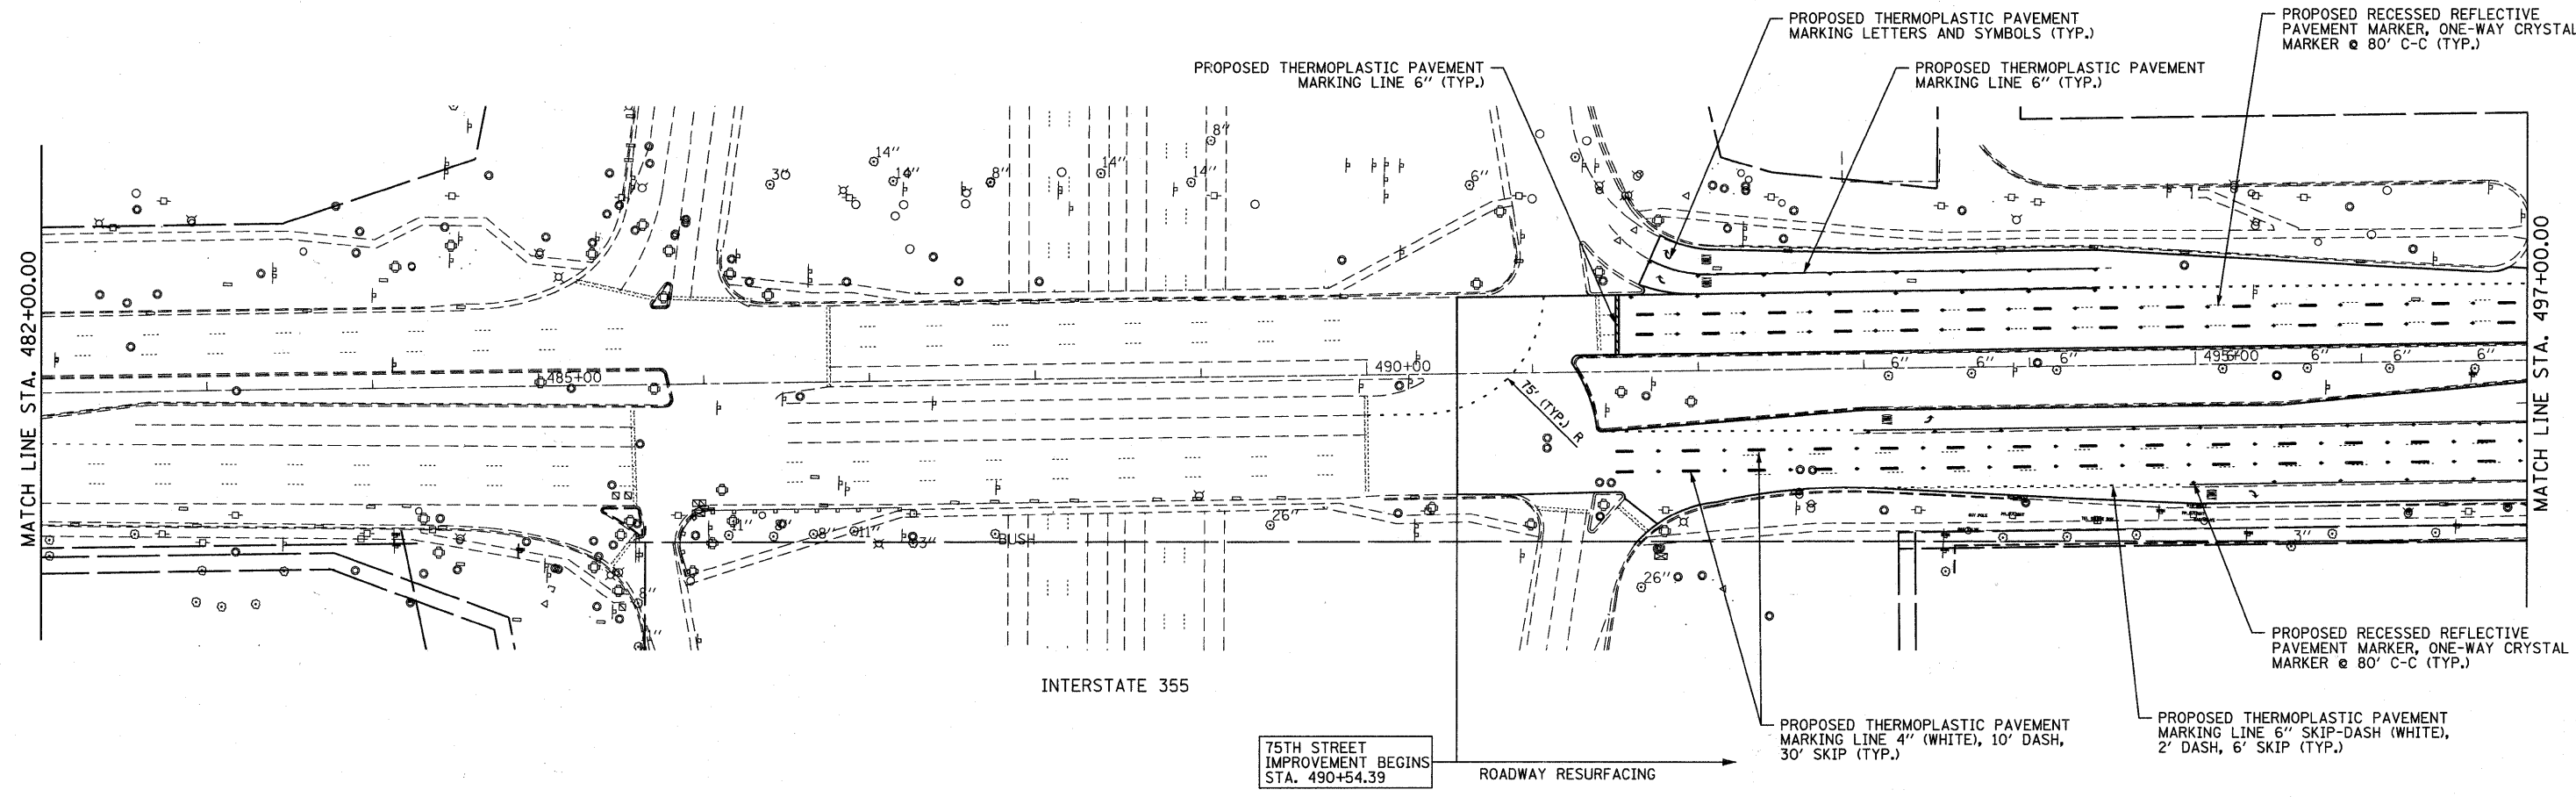 PROPOSED THERMOPLASTIC PAVEMENT
MARKING LETTERS AND SYMBOLS (TYP.)
PROPOSED RECESSED REFLECTIVE
PAVEMENT MARKER, ONE-WAY CRYSTAL
MARKER @ 80' C-C (TYP.)
PROPOSED THERMOPLASTIC PAVEMENT
MARKING LINE 6" (TYP.)
PROPOSED THERMOPLASTIC PAVEMENT
MARKING LINE 6" (TYP.)
8"
14"
3"
14"
8"
14"
14"
6"
MATCH LINE STA. 482+00.00
MATCH LINE STA. 497+00.00
485+00
490+00
6"
6"
6"
495+00
6"
6"
6"
75' (TYP.) R
11"
8"
11"
3"
BUSH
26"
3"
26"
8"
INTERSTATE 355
PROPOSED RECESSED REFLECTIVE
PAVEMENT MARKER, ONE-WAY CRYSTAL
MARKER @ 80' C-C (TYP.)
PROPOSED THERMOPLASTIC PAVEMENT
MARKING LINE 4" (WHITE), 10' DASH,
30' SKIP (TYP.)
PROPOSED THERMOPLASTIC PAVEMENT
MARKING LINE 6" SKIP-DASH (WHITE),
2' DASH, 6' SKIP (TYP.)
75TH STREET
IMPROVEMENT BEGINS
STA. 490+54.39
ROADWAY RESURFACING